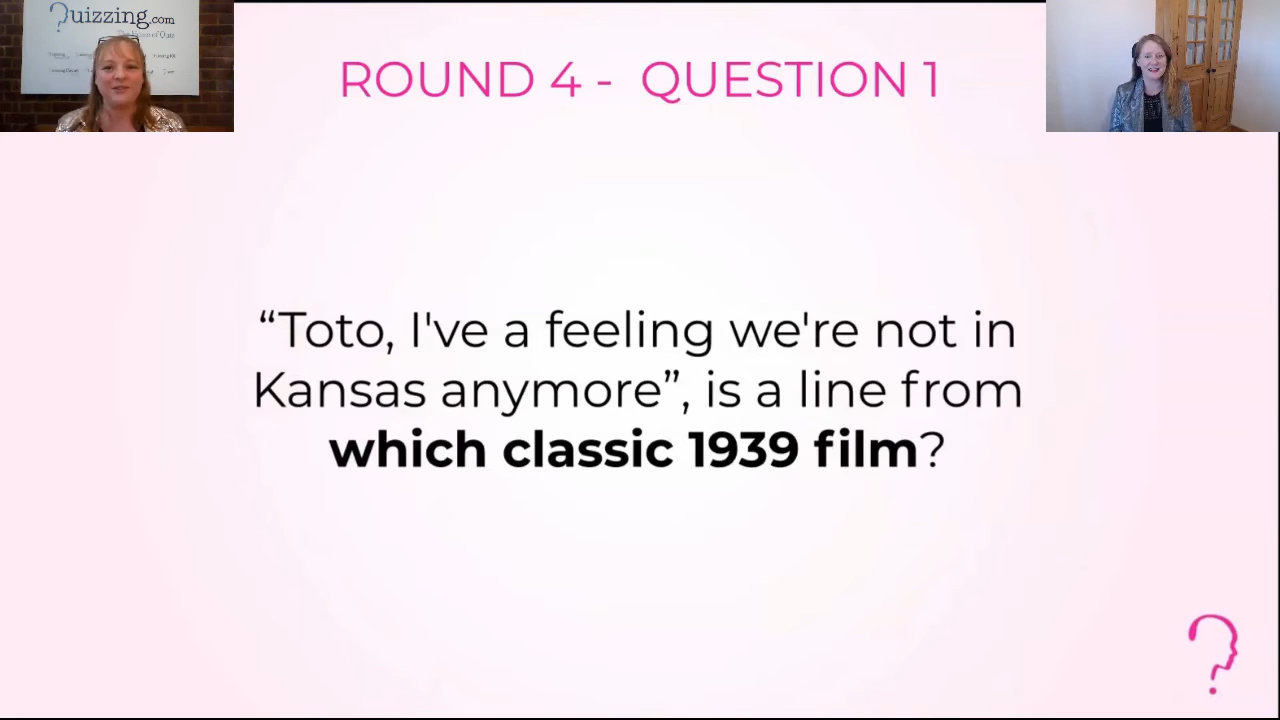 Quizzing.com
ROUND 4 - QUESTION 1
“Toto, I've a feeling we're not in
Kansas anymore”, is a line from
which classic 1939 film?